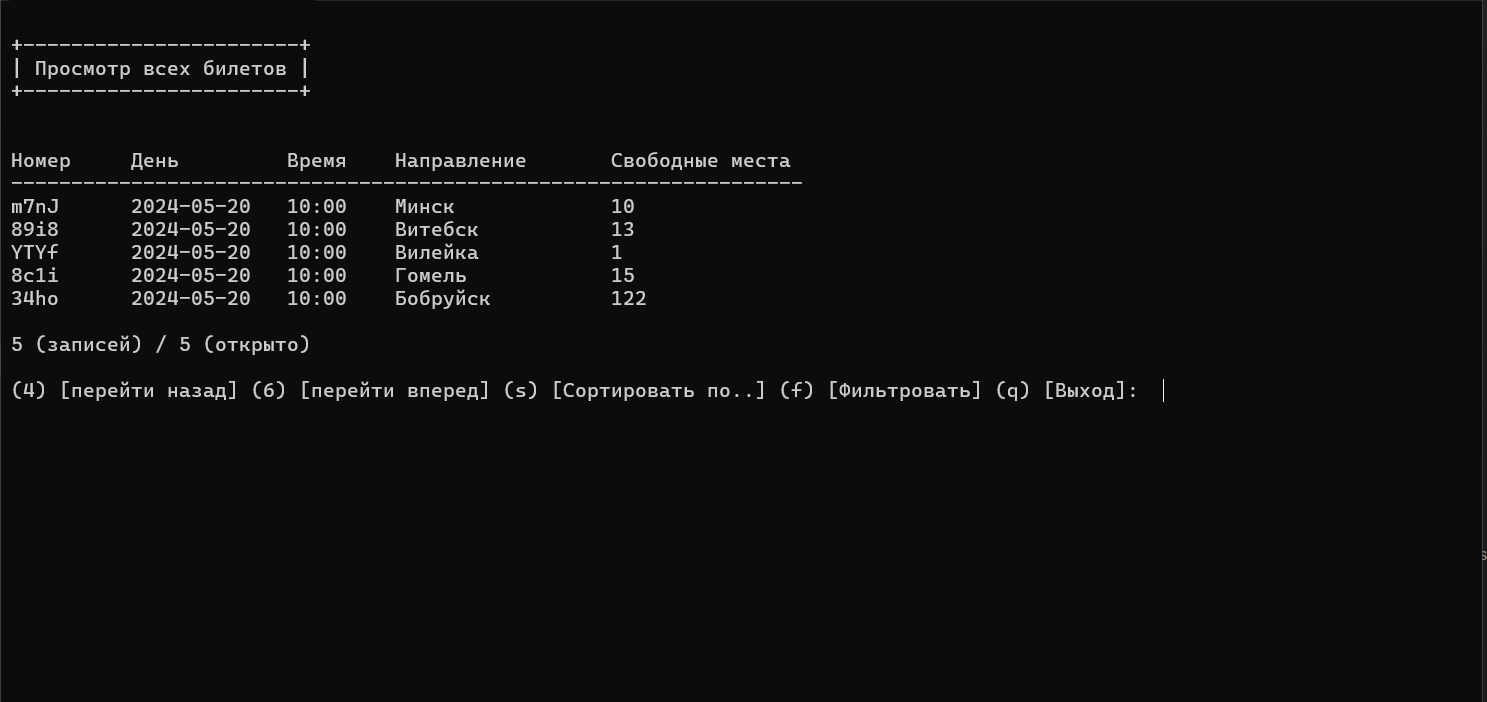 +-----------------------+
| Просмотр всех билетов |
+-----------------------+
Номер     День         Время    Направление       Свободные места
------------------------------------------------------------------
m7nJ      2024-05-20   10:00    Минск             10
89i8      2024-05-20   10:00    Витебск           13
YTYf      2024-05-20   10:00    Вилейка           1
8c1i      2024-05-20   10:00    Гомель            15
34ho      2024-05-20   10:00    Бобруйск          122
5 (записей) / 5 (открыто)
(4) [перейти назад] (6) [перейти вперед] (s) [Сортировать по..] (f) [Фильтровать] (q) [Выход]: